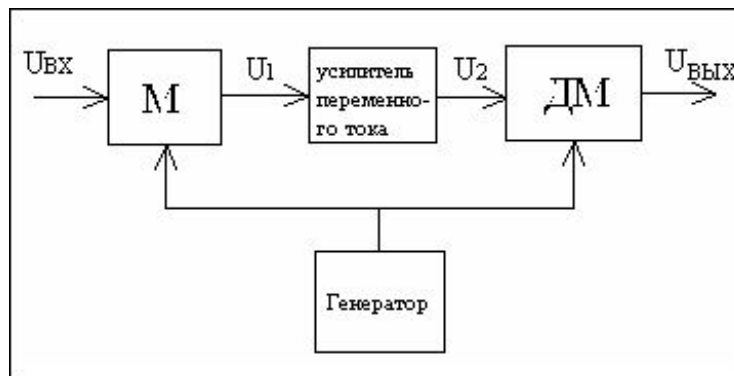 UВХ
М
U1
усилитель
переменно-
го тока
U2
ДМ
UВЫХ
Генератор